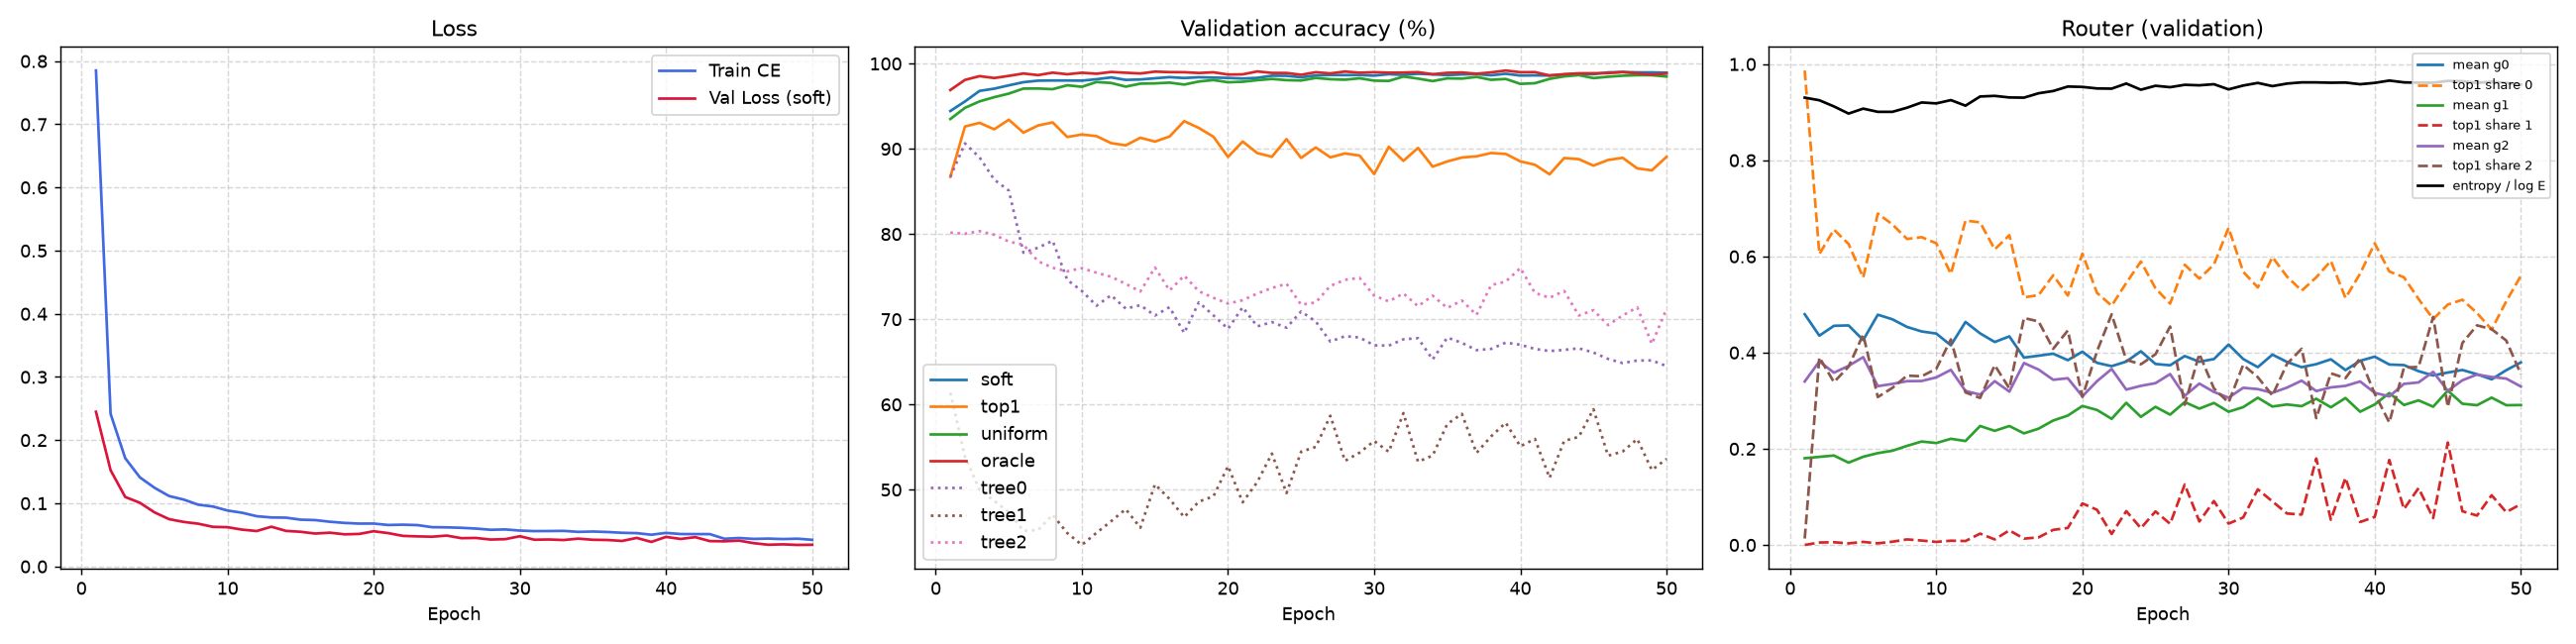 Loss
0.8
0.7
0.6
0.5
0.4
0.3
0.2
0.1
0.0
0 10 20 30 40 50
Epoch
Train CE
Val Loss (soft)
Validation accuracy (%)
100
90
80
70
60
50
0 10 20 30 40 50
Epoch
soft
top1
uniform
oracle
tree0
tree1
tree2
Router (validation)
1.0
0.8
0.6
0.4
0.2
0.0
0 10 20 30 40 50
Epoch
mean g0
top1 share 0
mean g1
top1 share 1
mean g2
top1 share 2
entropy / log E